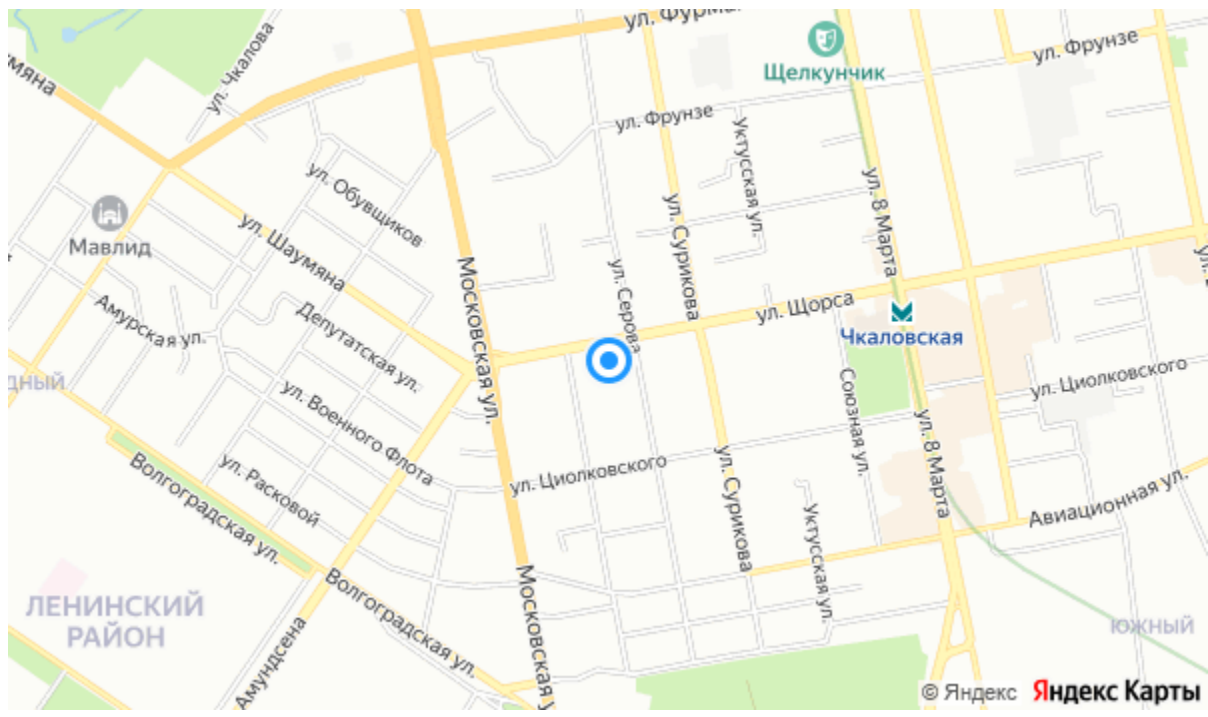 ул. Фурма
ул. Фрунзе
Щелкунчик
ул. Чкалова
умяна
ул. Фрунзе
Уктусская ул.
ул. Обувщиков
ул. 8 Марта
Мавлид
ул. Шаумяна
ул. Сурикова
Московская ул.
ул. Серова
ул. Щорса
Чкаловская
Амурская ул.
Депутатская ул.
дный
ул. Циолковского
Союзная ул.
ул. Военного Флота
ул. 8 Марта
ул. Циолковского
ул. Сурикова
ул. Расковой
Волгоградская ул.
Авиационная ул.
Уктусская ул.
Московская у
Волгоградская ул.
ЛЕНИНСКИЙ
РАЙОН
Амундсена
ЮЖНЫЙ
© Яндекс Яндекс Карты